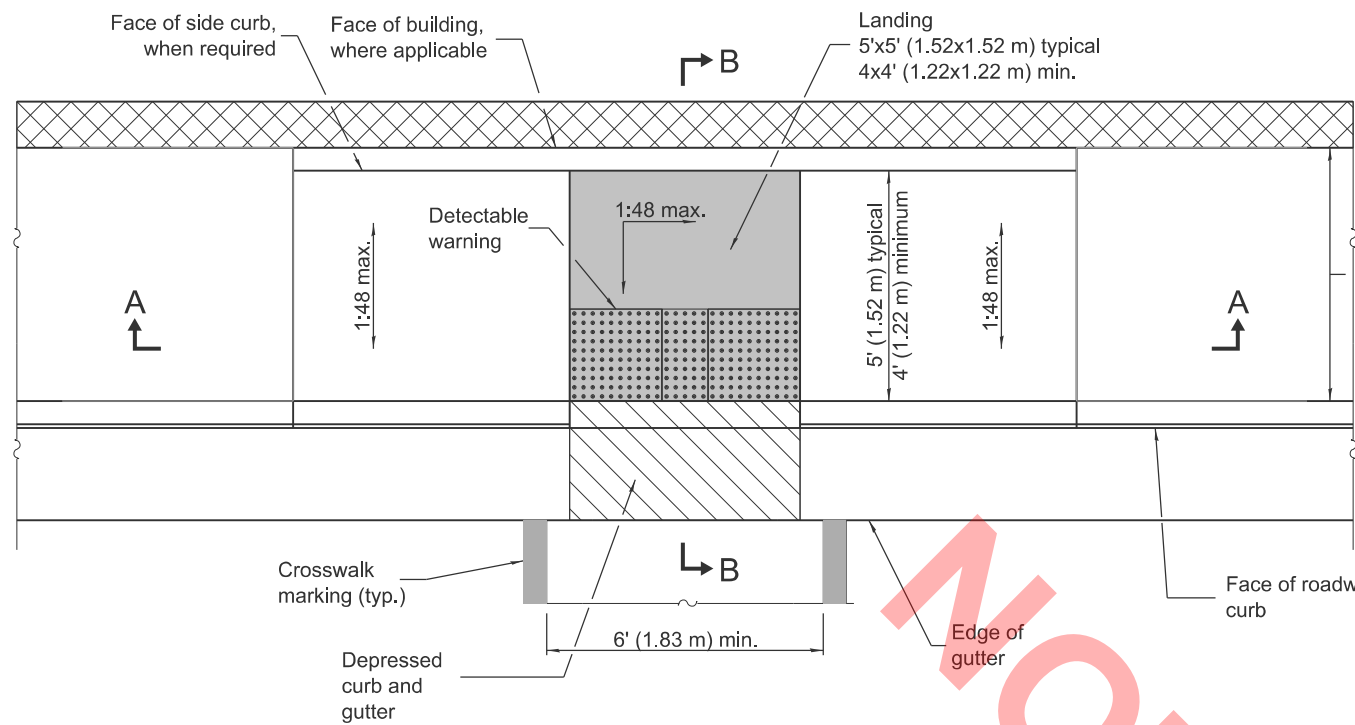 Face of side curb,
when required
Face of building,
where applicable
B
Landing
5'x5' (1.52x1.52 m) typical
4x4' (1.22x1.22 m) min.
Detectable
warning
1:48 max.
1:48 max.
5' (1.52 m) typical
4' (1.22 m) minimum
1:48 max.
A
A
B
Crosswalk
marking (typ.)
6' (1.83 m) min.
Depressed
curb and
gutter
Edge of
gutter
Face of roadw
curb
NO